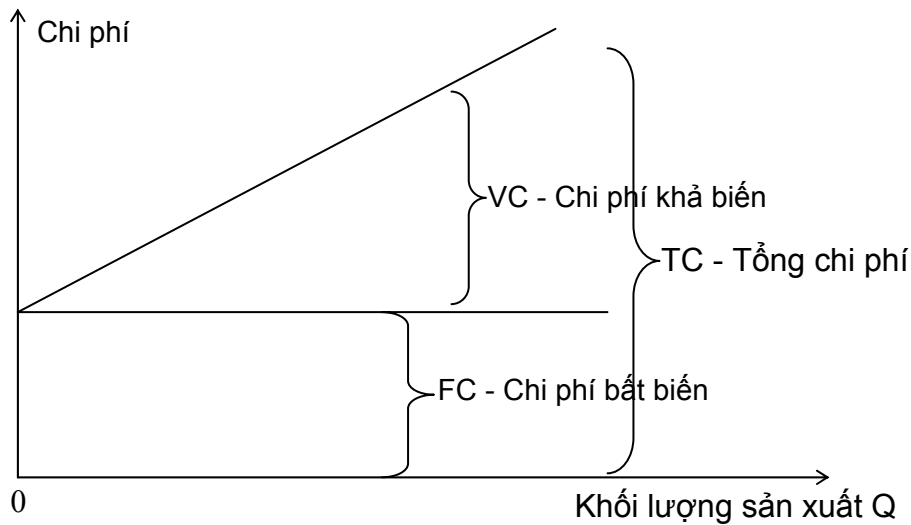 Chi phí
VC - Chi phí khả biến
TC - Tổng chi phí
FC - Chi phí bất biến
0
Khối lượng sản xuất Q